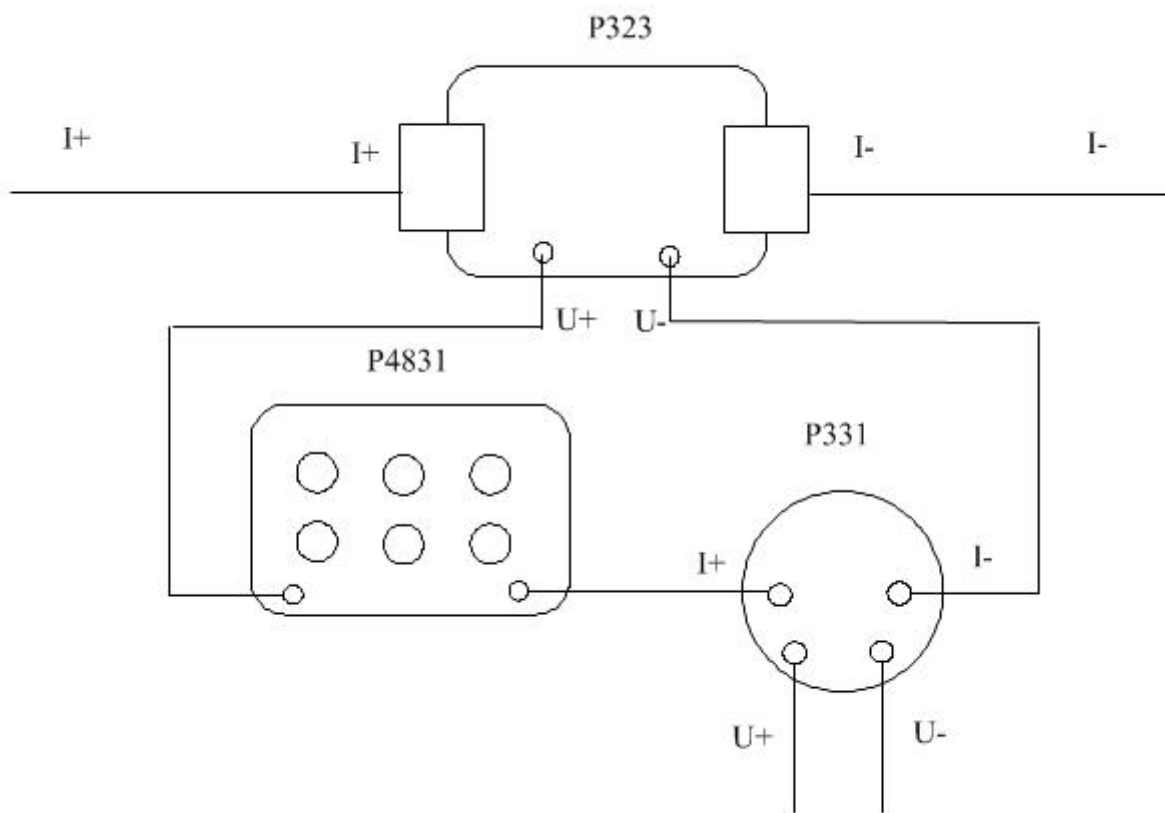 P323
I+
I+
I-
I-
U+
U-
P4831
P331
I+
I-
U+
U-